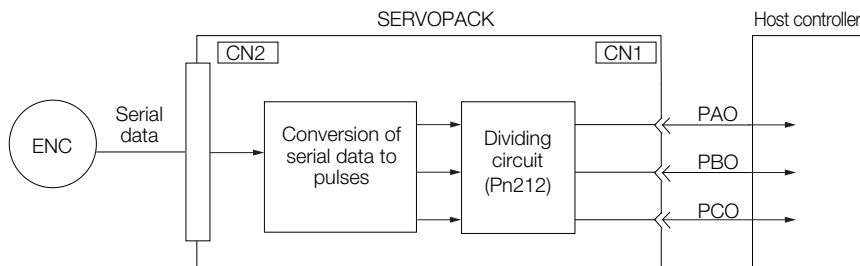 SERVOPACK
Host controller
CN2
CN1
ENC
Serial
data
Conversion of
serial data to
pulses
Dividing
circuit
(Pn212)
PAO
PBO
PCO